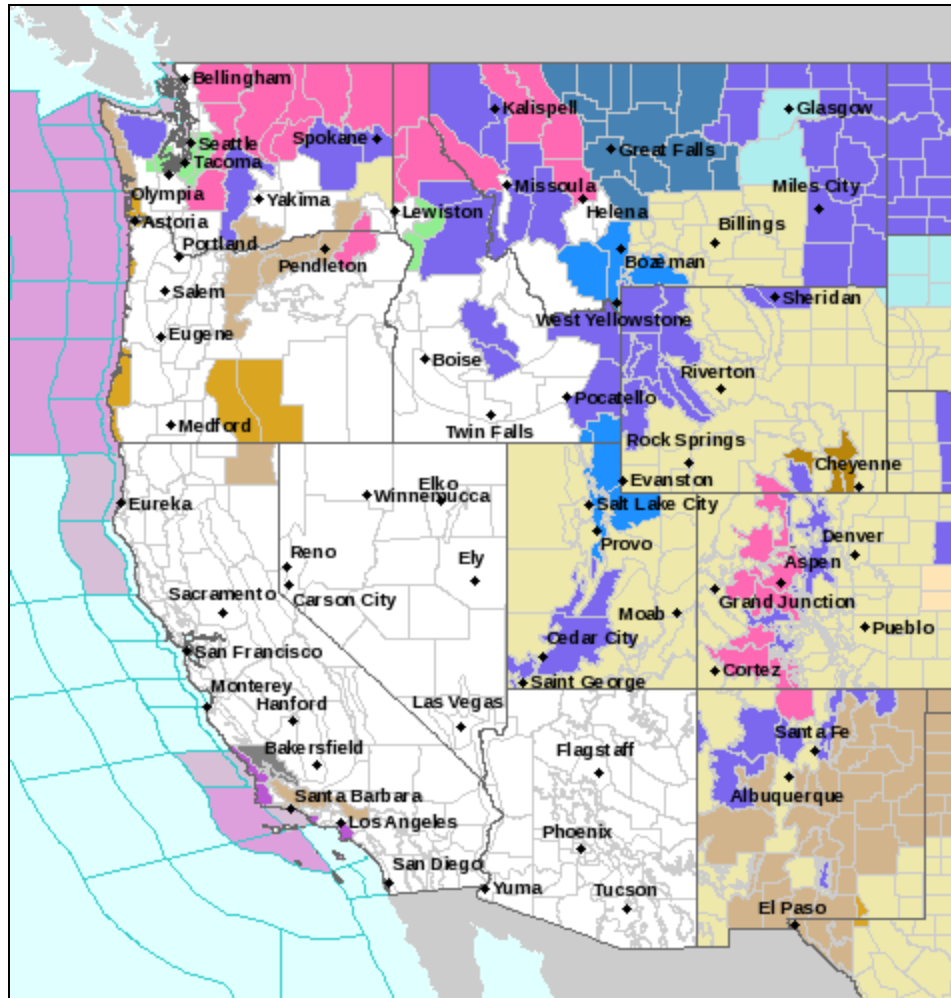 Bellingham
Kalispell
Glasgow
Spokane
Seattle
Great Falls
Tacoma
Missoula
Miles City
Olympia
Yakima
Lewiston
Helena
Astoria
Billings
Portland
Pendleton
Bozeman
Salem
Sheridan
West Yellowstone
Eugene
Boise
Riverton
Pocatello
Medford
Twin Falls
Rock Springs
Cheyenne
Elko
Evanston
Winnemucca
Eureka
Salt Lake City
Denver
Provo
Reno
Ely
Aspen
Sacramento
Carson City
Grand Junction
Moab
Pueblo
Cedar City
San Francisco
Cortez
Saint George
Monterey
Hanford
Las Vegas
Santa Fe
Bakersfield
Flagstaff
Santa Barbara
Albuquerque
Los Angeles
Phoenix
San Diego
Yuma
Tucson
El Paso